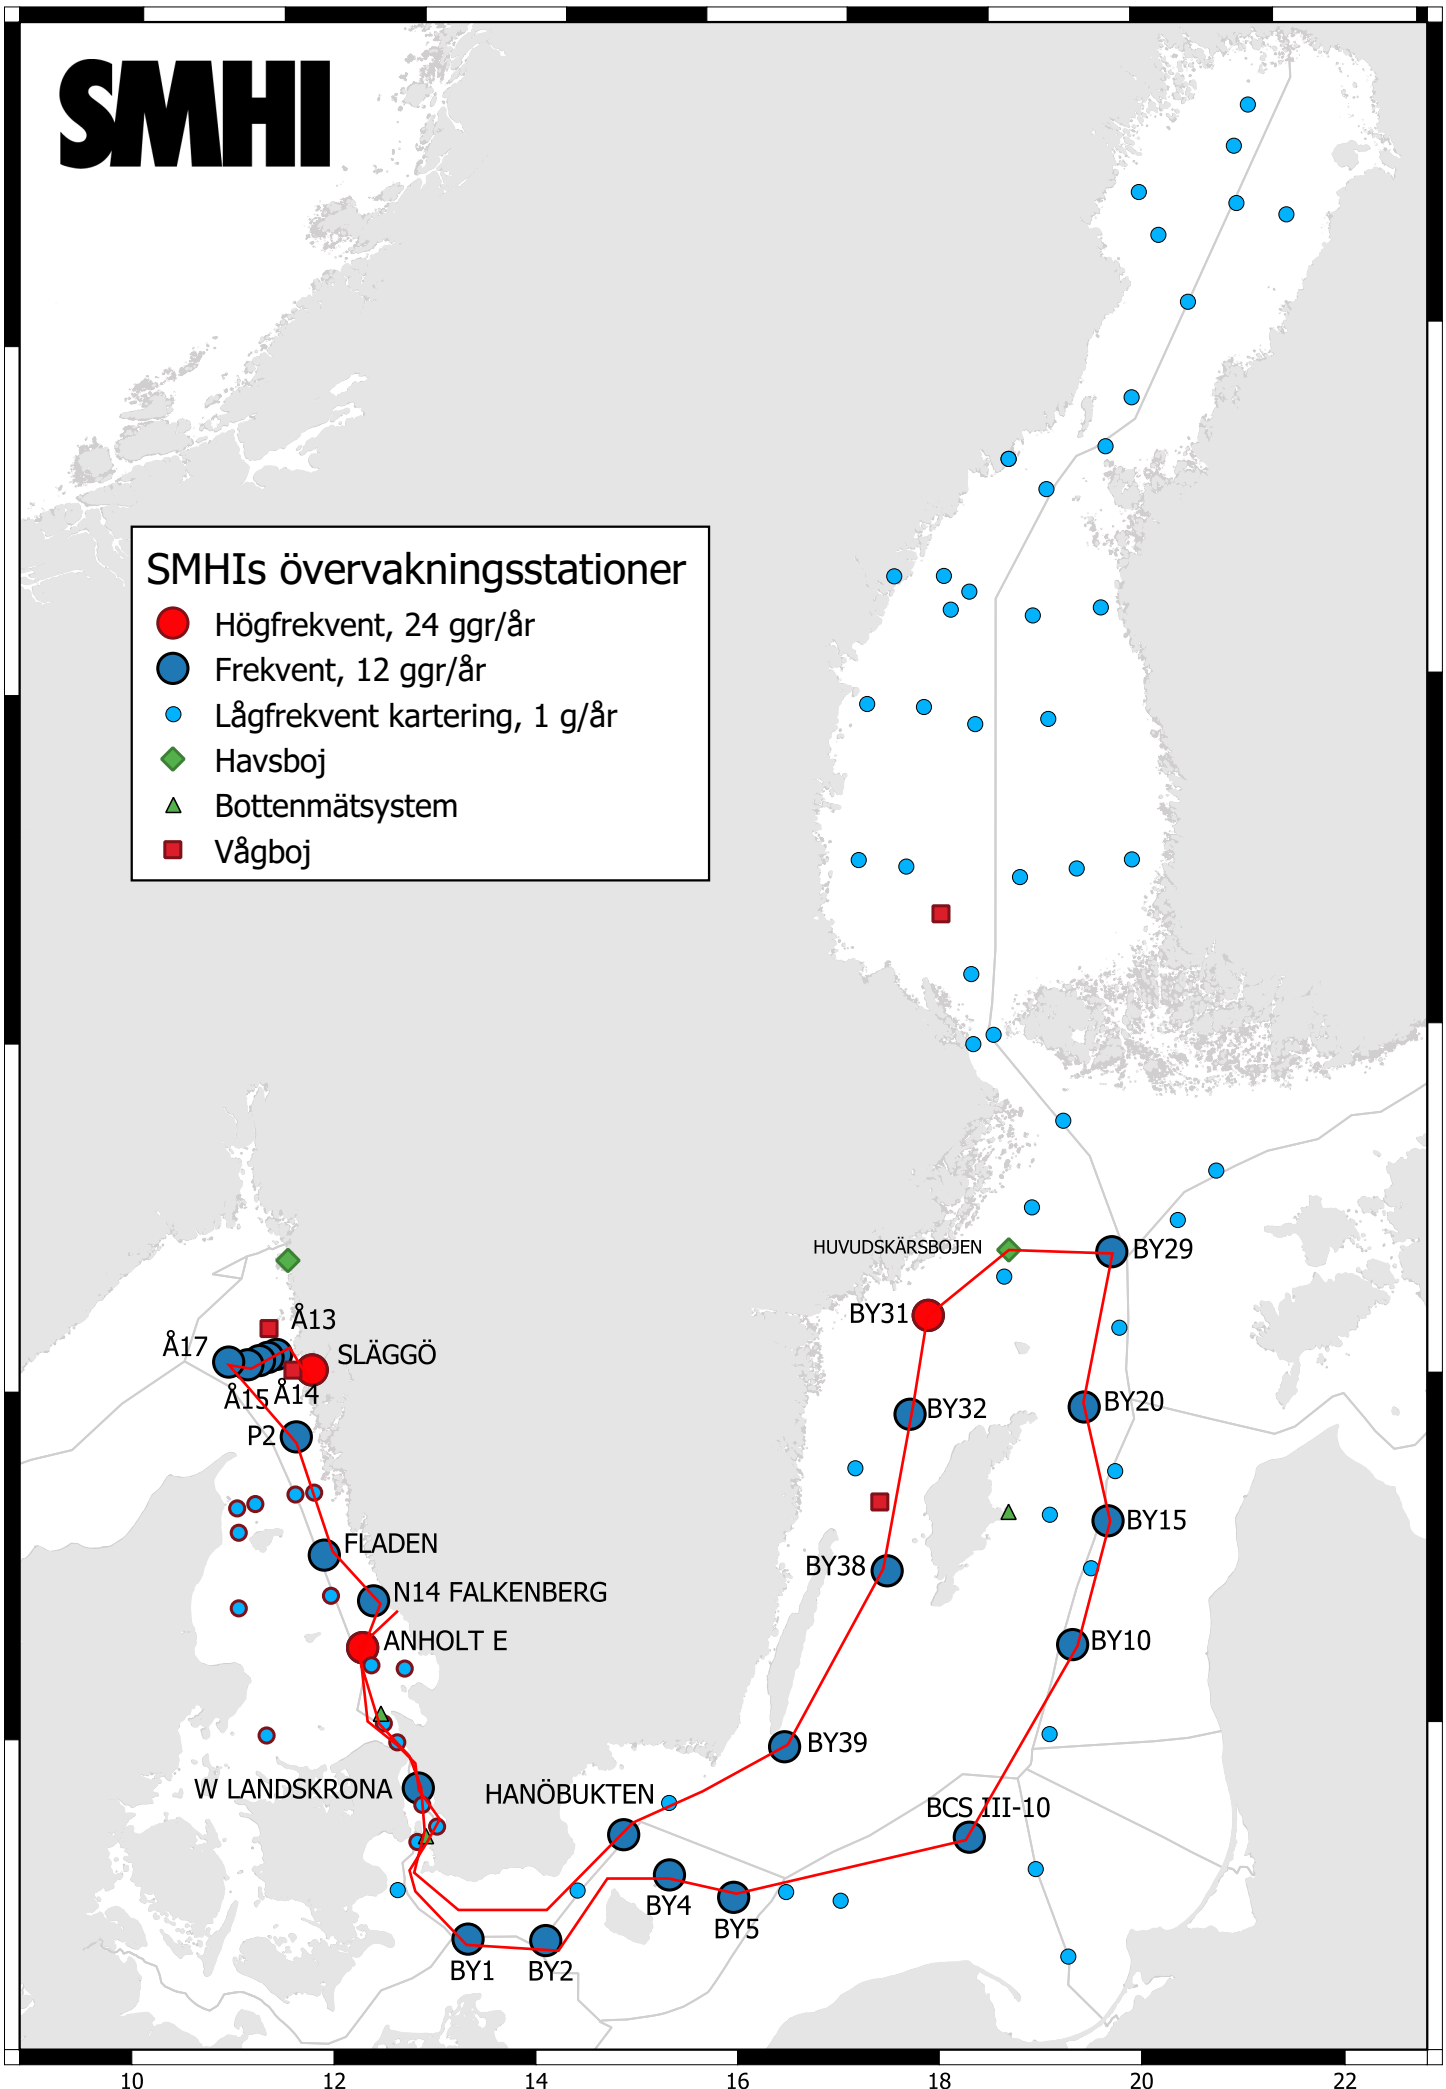 SMHI
SMHIs övervakningsstationer
Högfrekvent, 24 ggr/år
Frekvent, 12 ggr/år
Lågfrekvent kartering, 1 g/år
Havsboj
Bottenmätsystem
Vågboj
HUVUDSKÄRSBOJEN
BY29
BY31
Å13
Å17
SLÄGGÖ
Å15
Å14
BY20
BY32
P2
BY15
FLADEN
BY38
N14 FALKENBERG
ANHOLT E
BY10
BY39
W LANDSKRONA
HANÖBUKTEN
BCS III-10
BY4
BY5
BY1
BY2
10 12 14 16 18 20 22